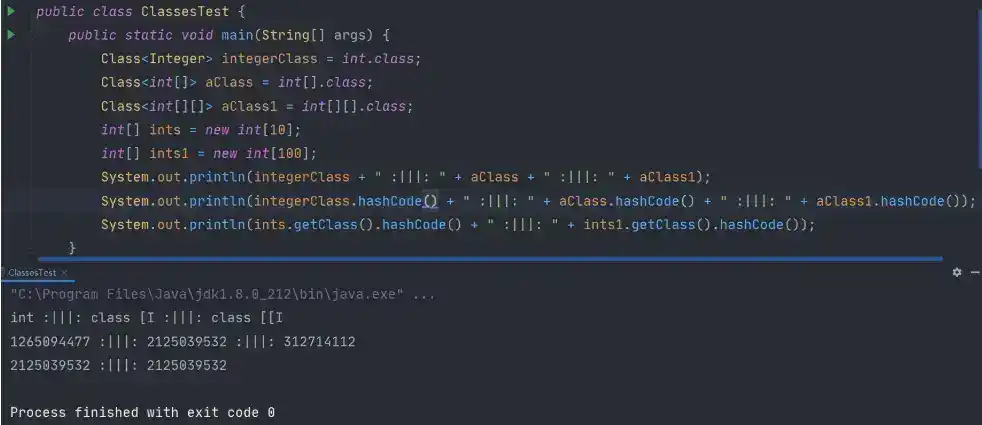 public class ClassesTest {
public static void main(String[] args) {
Class<Integer> integerClass = int.class;
Class<int[]> aClass = int[].class;
Class<int[][]> aClass1 = int[][].class;
int[] ints = new int[10];
int[] ints1 = new int[100];
System.out.println(integerClass + " :|||: " + aClass + " :|||: " + aClass1);
System.out.println(integerClass.hashCode() + " :|||: " + aClass.hashCode() + " :|||: " + aClass1.hashCode());
System.out.println(ints.getClass().hashCode() + " :|||: " + ints1.getClass().hashCode());
}
ClassesTest ×
"C:\Program Files\Java\jdk1.8.0_212\bin\java.exe" ...
int :|||: class [I :|||: class [[I
1265094477 :|||: 2125039532 :|||: 312714112
2125039532 :|||: 2125039532
Process finished with exit code 0